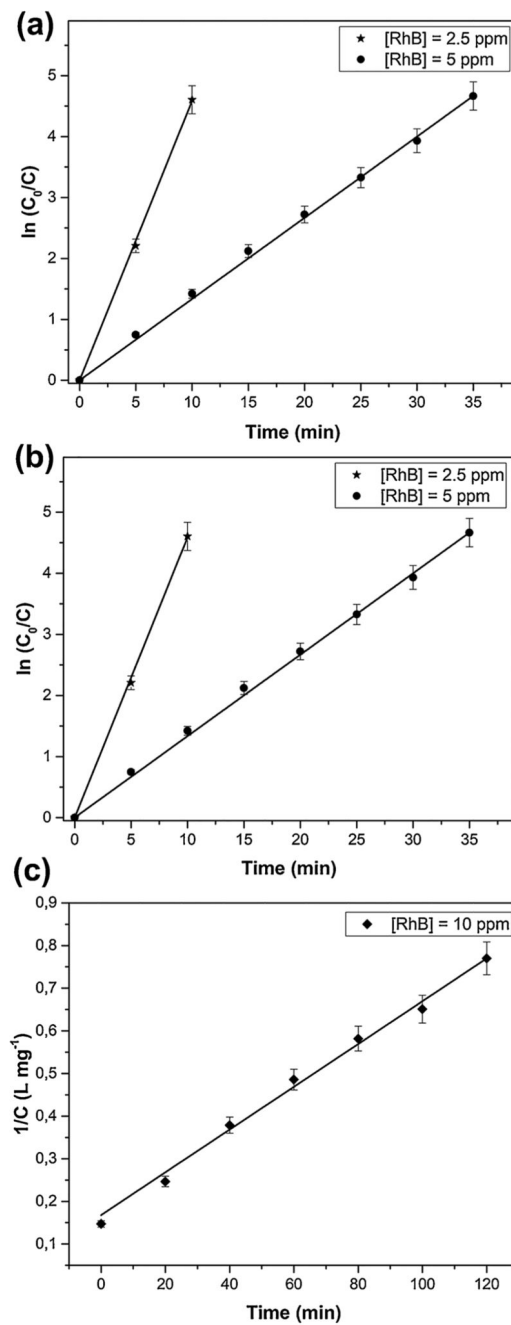 (a)
[RhB] = 2.5 ppm
[RhB] = 5 ppm
5
4
3
2
1
0
ln (C₀/C)
0 5 10 15 20 25 30 35
Time (min)
(b)
[RhB] = 2.5 ppm
[RhB] = 5 ppm
5
4
3
2
1
0
ln (C₀/C)
0 5 10 15 20 25 30 35
Time (min)
(c)
[RhB] = 10 ppm
0,9
0,8
0,7
0,6
0,5
0,4
0,3
0,2
0,1
1/C (L mg⁻¹)
0 20 40 60 80 100 120
Time (min)